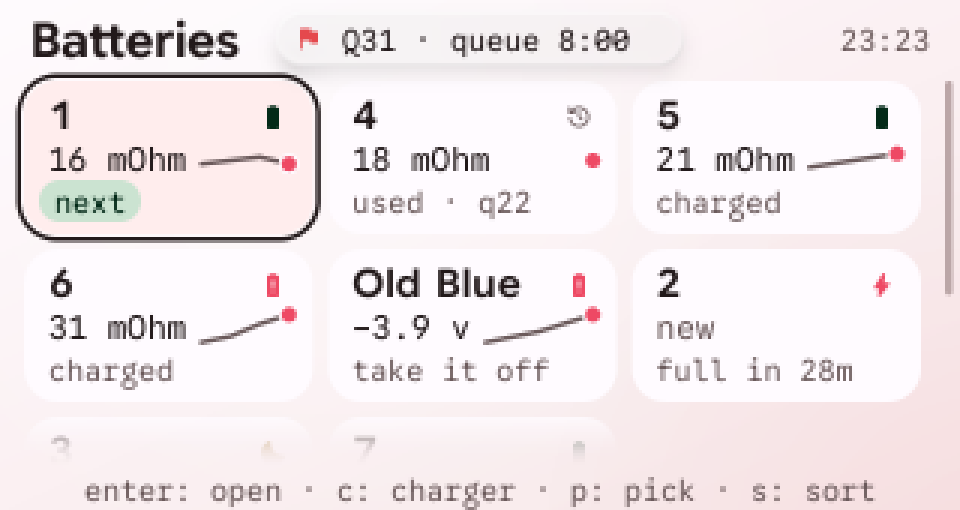 Batteries
Q31 · queue 8:00
23:23
1
16 mOhm
next
4
18 mOhm
used · q22
5
21 mOhm
charged
6
31 mOhm
charged
Old Blue
−3.9 v
take it off
2
new
full in 28m
3
7
enter: open · c: charger · p: pick · s: sort